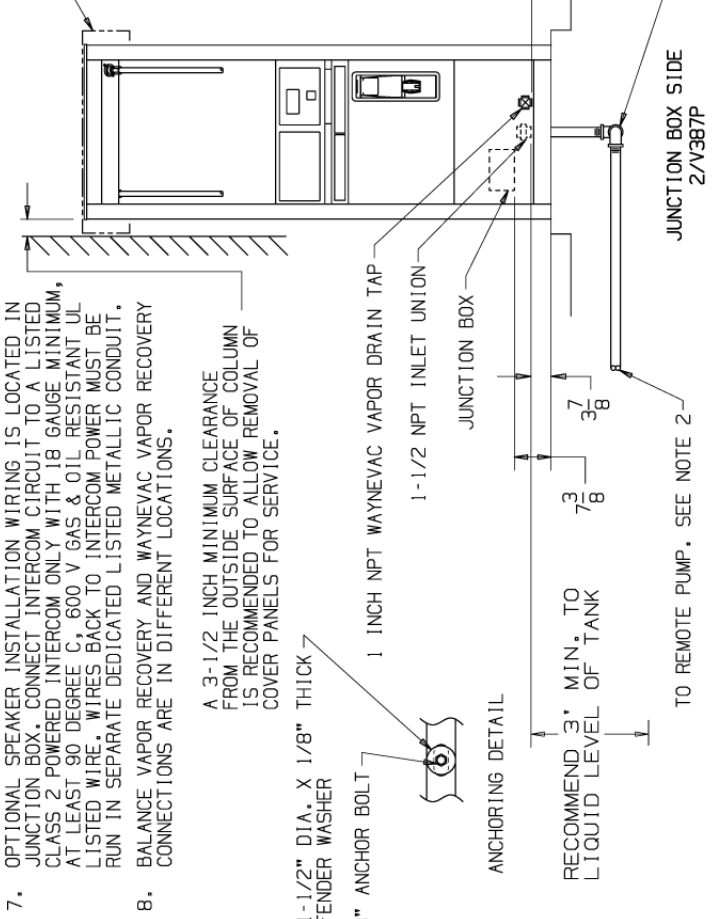 7. OPTIONAL SPEAKER INSTALLATION WIRING IS LOCATED IN
JUNCTION BOX. CONNECT INTERCOM CIRCUIT TO A LISTED
CLASS 2 POWERED INTERCOM ONLY WITH 18 GAUGE MINIMUM,
AT LEAST 90 DEGREE C, 600 V GAS & OIL RESISTANT UL
LISTED WIRE. WIRES BACK TO INTERCOM POWER MUST BE
RUN IN SEPARATE DEDICATED LISTED METALLIC CONDUIT.
8. BALANCE VAPOR RECOVERY AND WAYNEVAC VAPOR RECOVERY
CONNECTIONS ARE IN DIFFERENT LOCATIONS.
A 3-1/2 INCH MINIMUM CLEARANCE
FROM THE OUTSIDE SURFACE OF COLUMN
IS RECOMMENDED TO ALLOW REMOVAL OF
COVER PANELS FOR SERVICE.
1-1/2" DIA. X 1/8" THICK
FENDER WASHER
" ANCHOR BOLT
ANCHORING DETAIL
1 INCH NPT WAYNEVAC VAPOR DRAIN TAP
1-1/2 NPT INLET UNION
JUNCTION BOX
7 3/8
3 7/8
RECOMMEND 3' MIN. TO
LIQUID LEVEL OF TANK
TO REMOTE PUMP. SEE NOTE 2
JUNCTION BOX SIDE
2/V387P